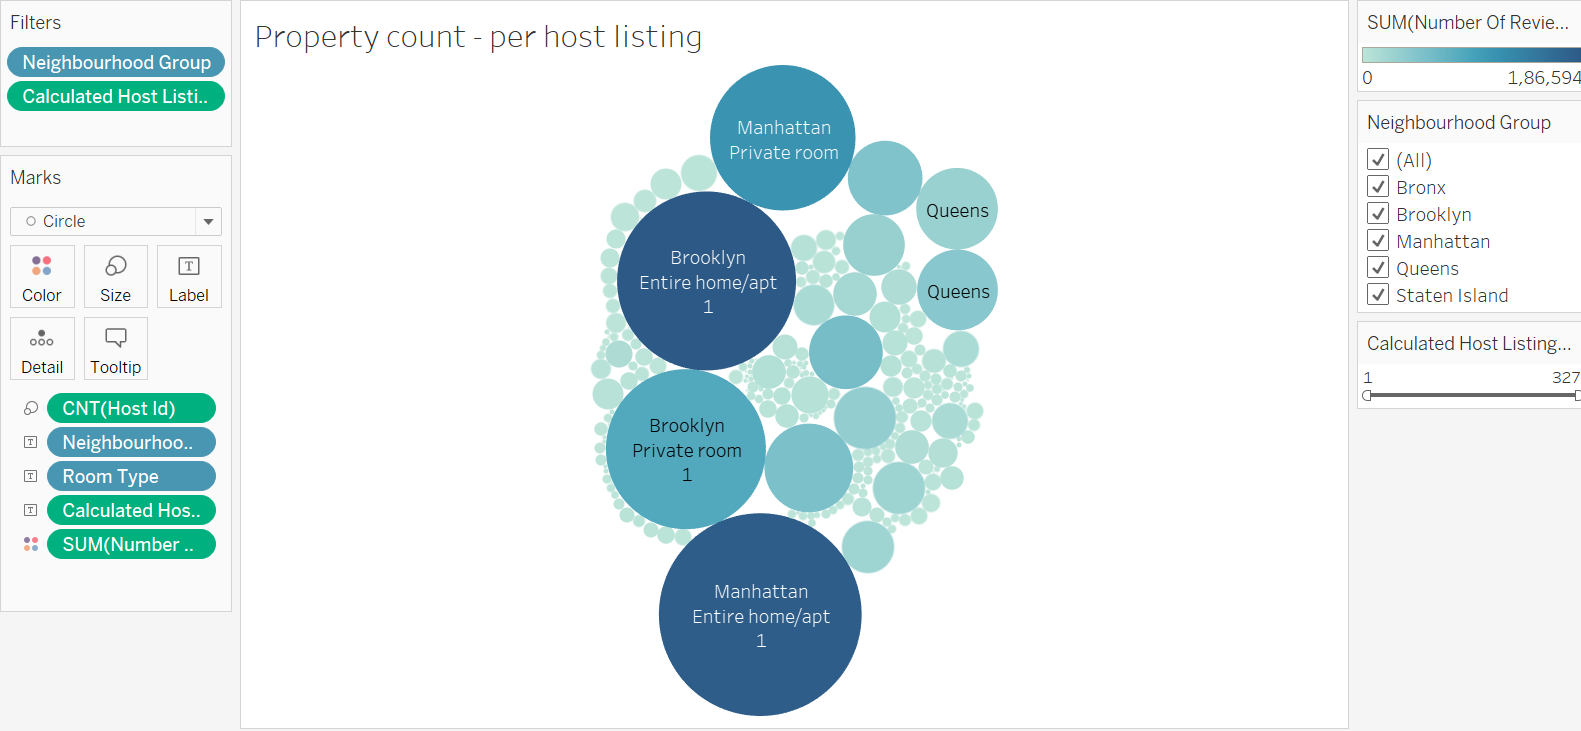 Filters
Neighbourhood Group
Calculated Host Listi..
Marks
Circle
Color
Size
Label
Detail
Tooltip
CNT(Host Id)
Neighbourhoo..
Room Type
Calculated Hos..
SUM(Number ..
Property count - per host listing
Manhattan
Private room
Queens
Brooklyn
Entire home/apt
1
Queens
Brooklyn
Private room
1
Manhattan
Entire home/apt
1
SUM(Number Of Revie...
0 1,86,594
Neighbourhood Group
(All)
Bronx
Brooklyn
Manhattan
Queens
Staten Island
Calculated Host Listing...
1 327